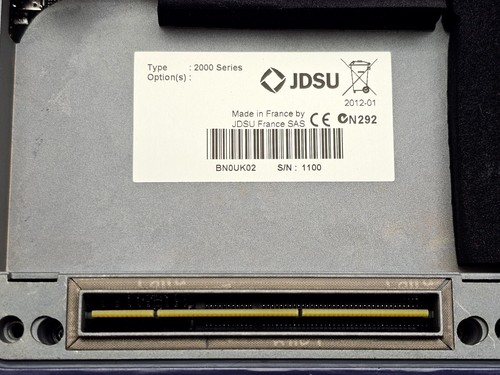 Type : 2000 Series
Option(s) :
JDSU
2012-01
Made in France by
JDSU France SAS
CE
N292
BN0UK02 S/N : 1100